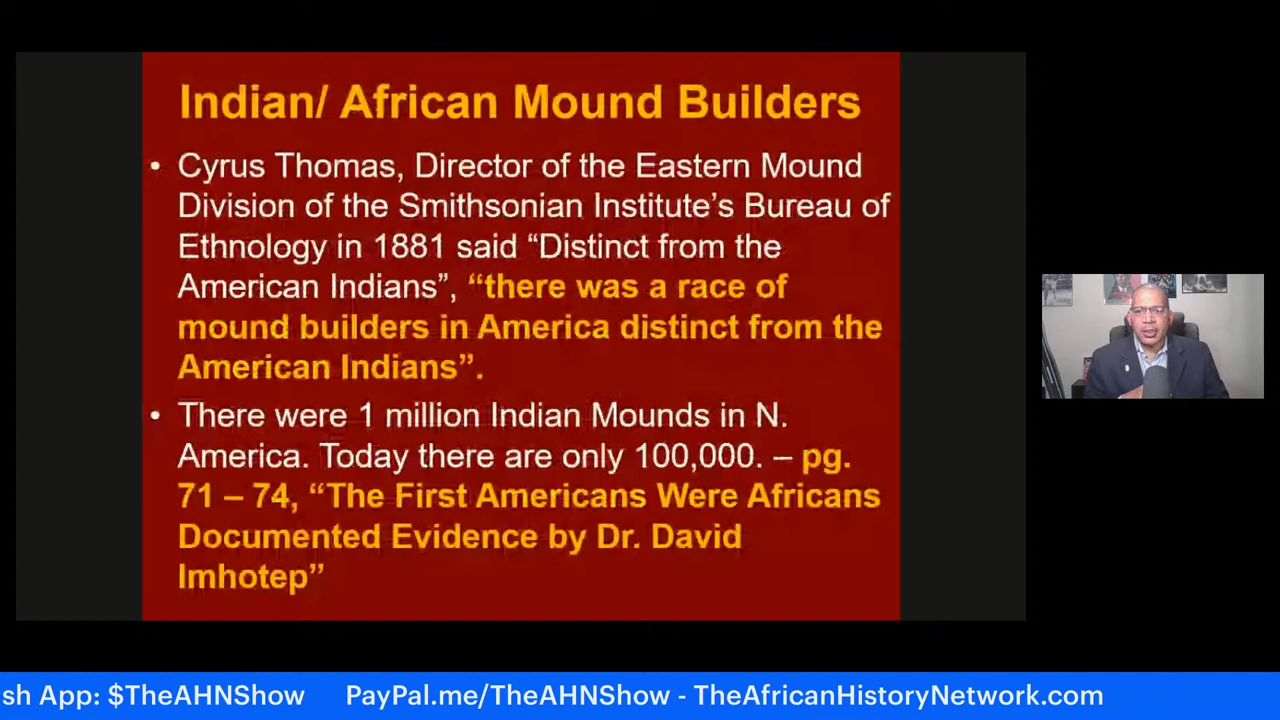 Indian/ African Mound Builders
• Cyrus Thomas, Director of the Eastern Mound
Division of the Smithsonian Institute’s Bureau of
Ethnology in 1881 said “Distinct from the
American Indians”, “there was a race of
mound builders in America distinct from the
American Indians”.
• There were 1 million Indian Mounds in N.
America. Today there are only 100,000. – pg.
71 – 74, “The First Americans Were Africans
Documented Evidence by Dr. David
Imhotep”
sh App: $TheAHNShow PayPal.me/TheAHNShow - TheAfricanHistoryNetwork.com